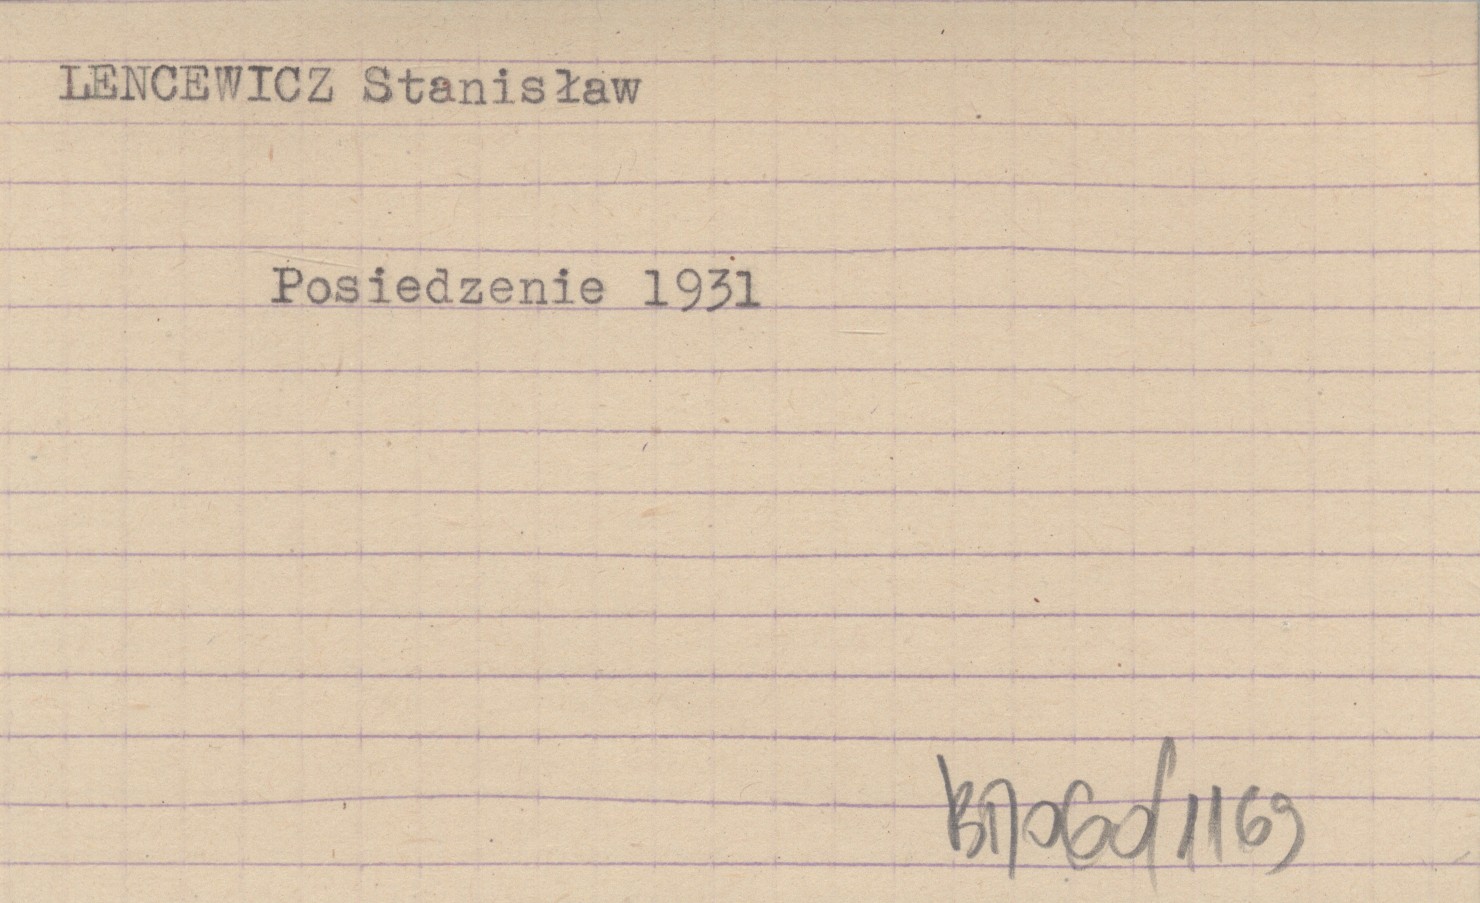 LENCEWICZ Stanisław
Posiedzenie 1931